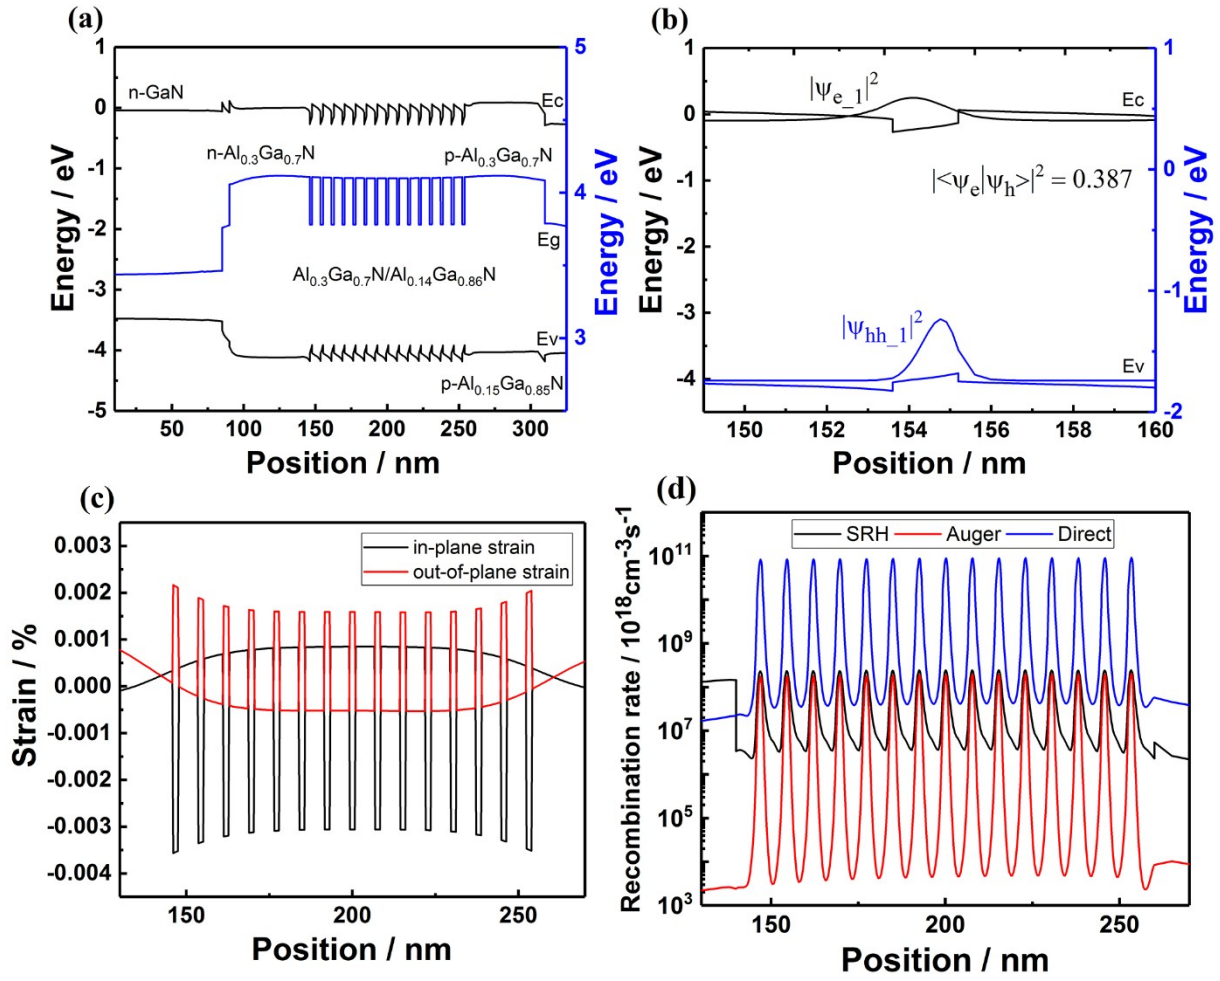 (a)
1
0
-1
-2
-3
-4
-5
Energy / eV
n-GaN
Ec
n-Al0.3Ga0.7N
p-Al0.3Ga0.7N
Eg
Al0.3Ga0.7N/Al0.14Ga0.86N
Ev
p-Al0.15Ga0.85N
5
4
3
Energy / eV
50 100 150 200 250 300
Position / nm
(b)
1
0
-1
-2
-3
-4
Energy / eV
|ψe_1|²
Ec
|<ψe|ψh>|² = 0.387
|ψhh_1|²
Ev
1
0
-1
-2
Energy / eV
150 152 154 156 158 160
Position / nm
(c)
0.003
0.002
0.001
0.000
-0.001
-0.002
-0.003
-0.004
Strain / %
in-plane strain
out-of-plane strain
150 200 250
Position / nm
(d)
SRH Auger Direct
10¹¹
10⁹
10⁷
10⁵
10³
Recombination rate / 10¹⁸cm⁻³s⁻¹
150 200 250
Position / nm